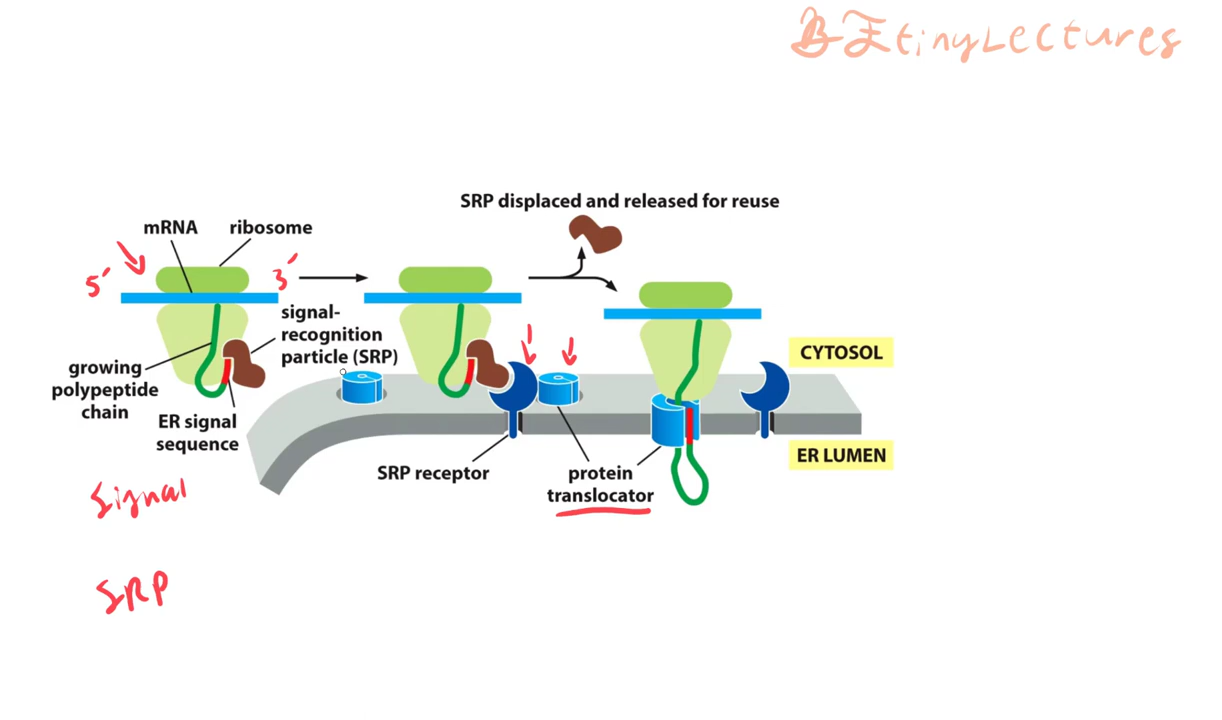 tinyLectures
SRP displaced and released for reuse
mRNA
ribosome
5´
3´
signal-
recognition
particle (SRP)
growing
polypeptide
chain
ER signal
sequence
SRP receptor
protein
translocator
CYTOSOL
ER LUMEN
Signal
SRP